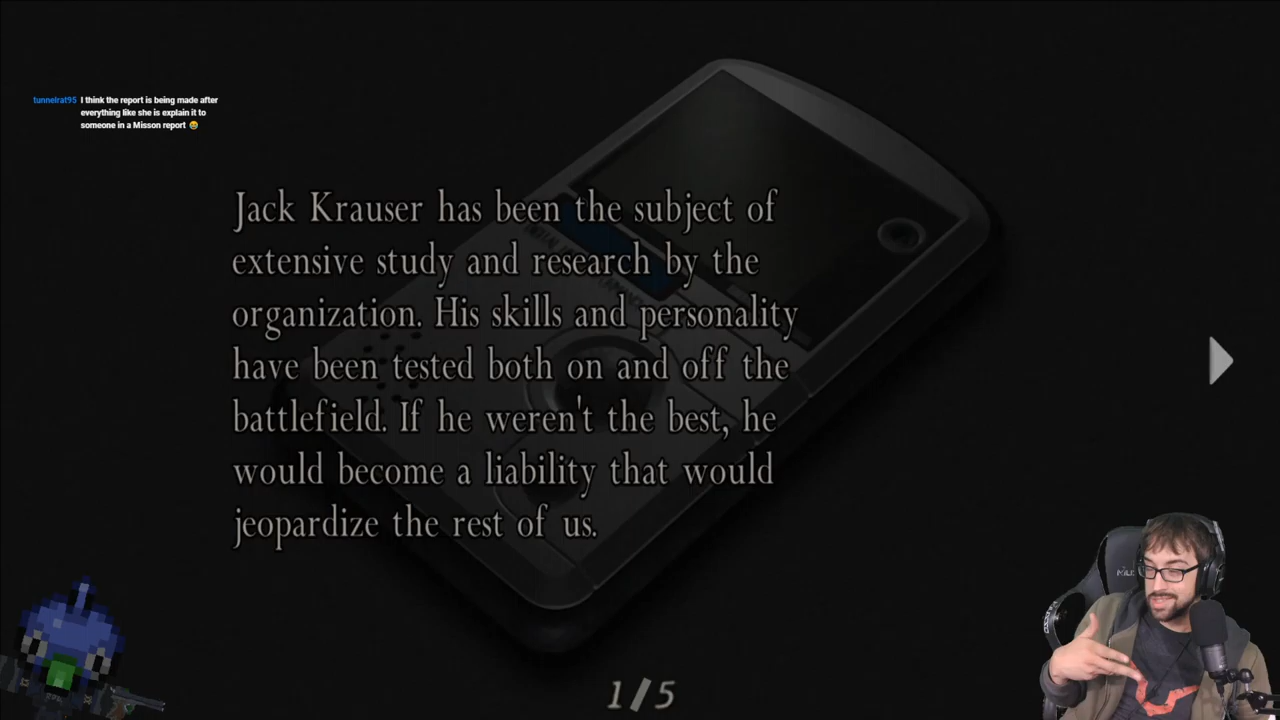 tunnelrat95 I think the report is being made after
everything like she is explain it to
someone in a Misson report 😆
Jack Krauser has been the subject of
extensive study and research by the
organization. His skills and personality
have been tested both on and off the
battlefield. If he weren't the best, he
would become a liability that would
jeopardize the rest of us.
1/5